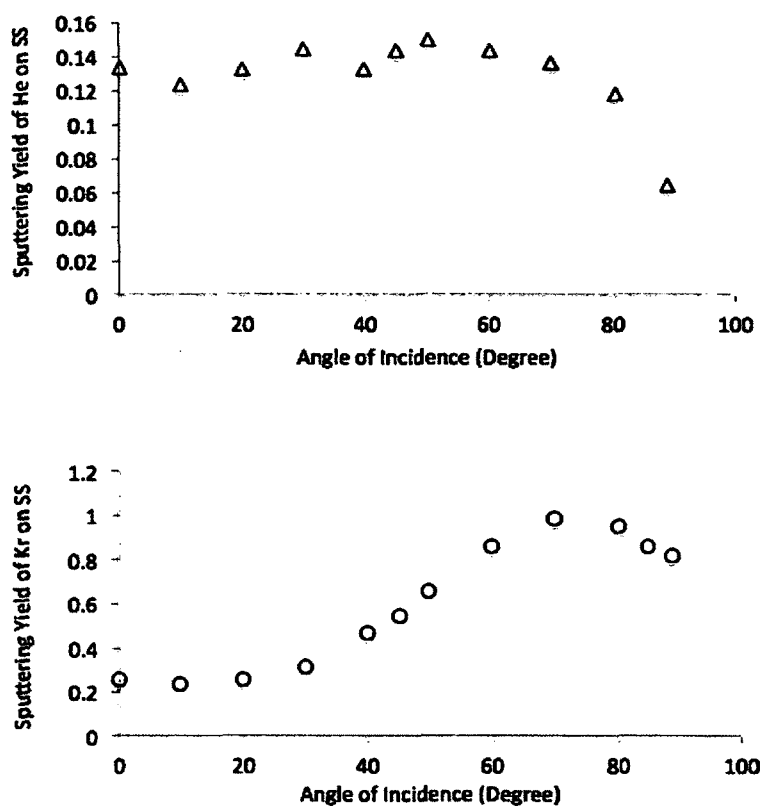 Sputtering Yield of He on SS
0.16
0.14
0.12
0.1
0.08
0.06
0.04
0.02
0
0 20 40 60 80 100
Angle of Incidence (Degree)
Sputtering Yield of Kr on SS
1.2
1
0.8
0.6
0.4
0.2
0
0 20 40 60 80 100
Angle of Incidence (Degree)